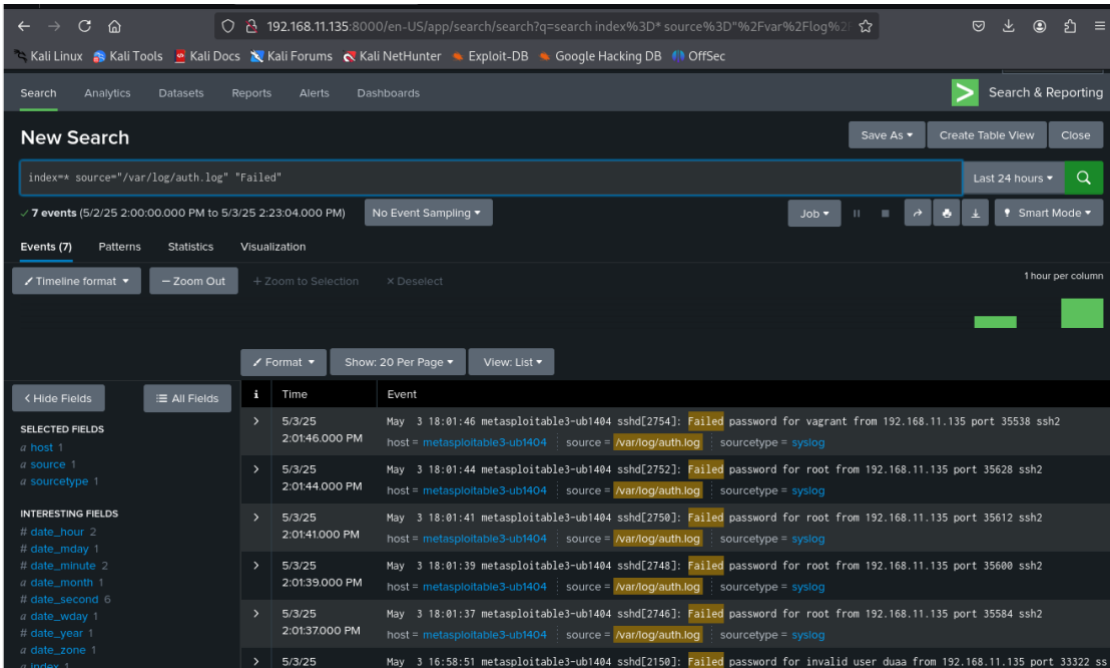 192.168.11.135:8000/en-US/app/search/search?q=search index%3D* source%3D"%2Fvar%2Flog%2
Kali Linux Kali Tools Kali Docs Kali Forums Kali NetHunter Exploit-DB Google Hacking DB OffSec
Search Analytics Datasets Reports Alerts Dashboards Search & Reporting
New Search Save As Create Table View Close
index=* source="/var/log/auth.log" "Failed" Last 24 hours
7 events (5/2/25 2:00:00.000 PM to 5/3/25 2:23:04.000 PM) No Event Sampling Job Smart Mode
Events (7) Patterns Statistics Visualization
Timeline format — Zoom Out + Zoom to Selection × Deselect 1 hour per column
Format Show: 20 Per Page View: List
< Hide Fields All Fields i Time Event
SELECTED FIELDS
a host 1
a source 1
a sourcetype 1
INTERESTING FIELDS
# date_hour 2
# date_mday 1
# date_minute 2
a date_month 1
# date_second 6
a date_wday 1
# date_year 1
a date_zone 1
a index 1
> 5/3/25 May 3 18:01:46 metasploitable3-ub1404 sshd[2754]: Failed password for vagrant from 192.168.11.135 port 35538 ssh2
2:01:46.000 PM host = metasploitable3-ub1404 source = /var/log/auth.log sourcetype = syslog
> 5/3/25 May 3 18:01:44 metasploitable3-ub1404 sshd[2752]: Failed password for root from 192.168.11.135 port 35628 ssh2
2:01:44.000 PM host = metasploitable3-ub1404 source = /var/log/auth.log sourcetype = syslog
> 5/3/25 May 3 18:01:41 metasploitable3-ub1404 sshd[2750]: Failed password for root from 192.168.11.135 port 35612 ssh2
2:01:41.000 PM host = metasploitable3-ub1404 source = /var/log/auth.log sourcetype = syslog
> 5/3/25 May 3 18:01:39 metasploitable3-ub1404 sshd[2748]: Failed password for root from 192.168.11.135 port 35600 ssh2
2:01:39.000 PM host = metasploitable3-ub1404 source = /var/log/auth.log sourcetype = syslog
> 5/3/25 May 3 18:01:37 metasploitable3-ub1404 sshd[2746]: Failed password for root from 192.168.11.135 port 35584 ssh2
2:01:37.000 PM host = metasploitable3-ub1404 source = /var/log/auth.log sourcetype = syslog
> 5/3/25 May 3 16:58:51 metasploitable3-ub1404 sshd[2150]: Failed password for invalid user duaa from 192.168.11.135 port 33322 ss